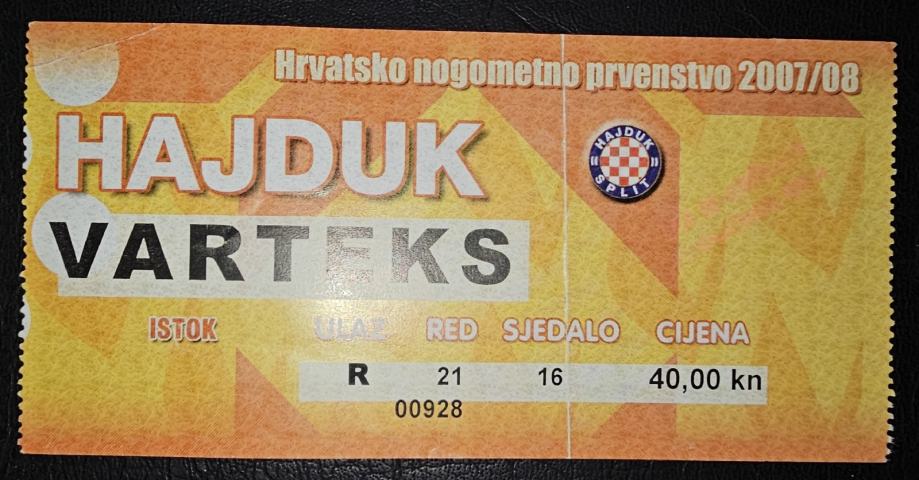 Hrvatsko nogometno prvenstvo 2007/08
HAJDUK
HAJDUK
SPLIT
VARTEKS
ISTOK ULAZ RED SJEDALO CIJENA
R 21 16 40,00 kn
00928